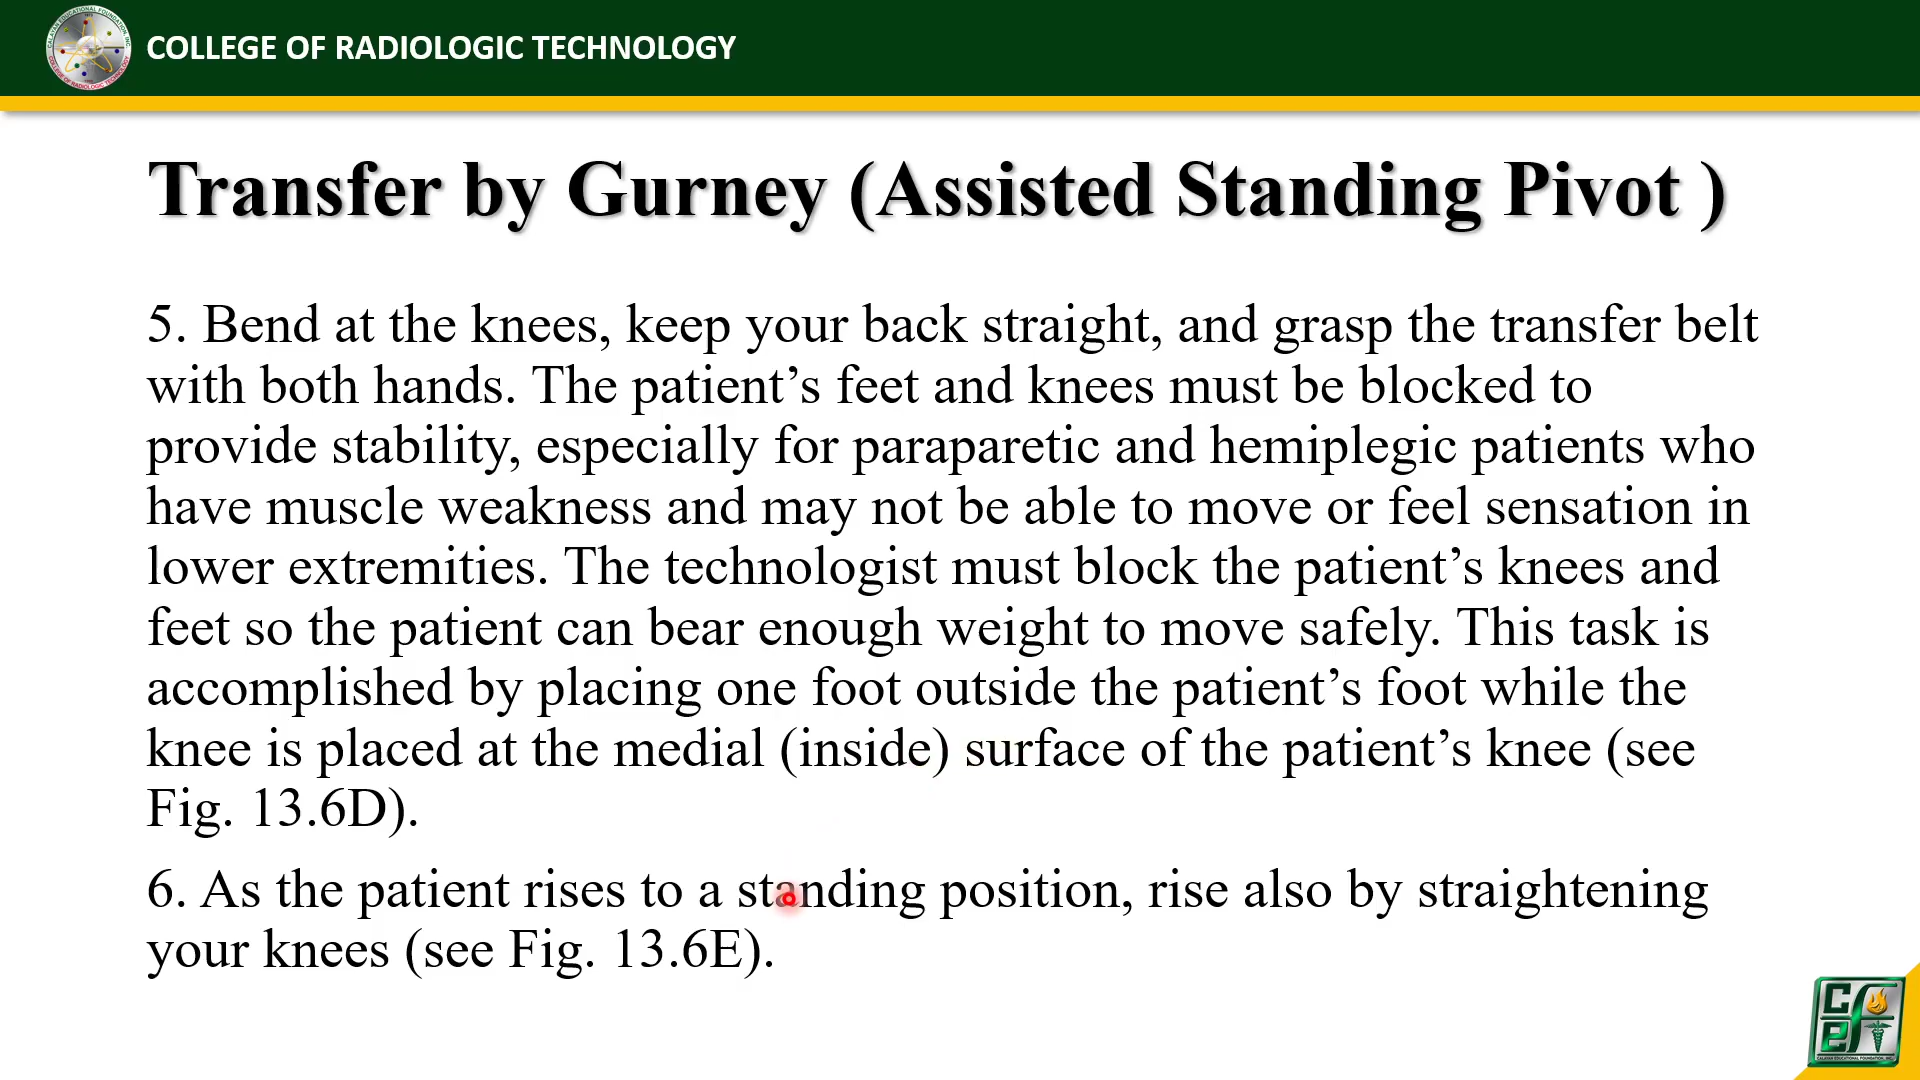 COLLEGE OF RADIOLOGIC TECHNOLOGY
Transfer by Gurney (Assisted Standing Pivot )
5. Bend at the knees, keep your back straight, and grasp the transfer belt
with both hands. The patient’s feet and knees must be blocked to
provide stability, especially for paraparetic and hemiplegic patients who
have muscle weakness and may not be able to move or feel sensation in
lower extremities. The technologist must block the patient’s knees and
feet so the patient can bear enough weight to move safely. This task is
accomplished by placing one foot outside the patient’s foot while the
knee is placed at the medial (inside) surface of the patient’s knee (see
Fig. 13.6D).
6. As the patient rises to a standing position, rise also by straightening
your knees (see Fig. 13.6E).
CALAYAN EDUCATIONAL FOUNDATION, INC.